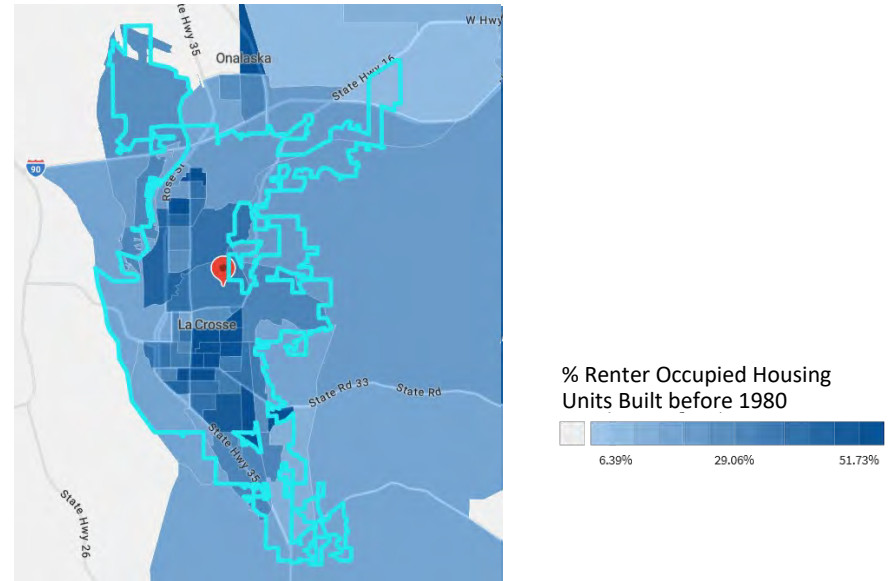 te Hwy 35
W Hwy
Onalaska
State Hwy 16
90
Rose St
La Crosse
State Rd 33
State Rd
State Hwy 35
State Hwy 26
% Renter Occupied Housing
Units Built before 1980
6.39%
29.06%
51.73%